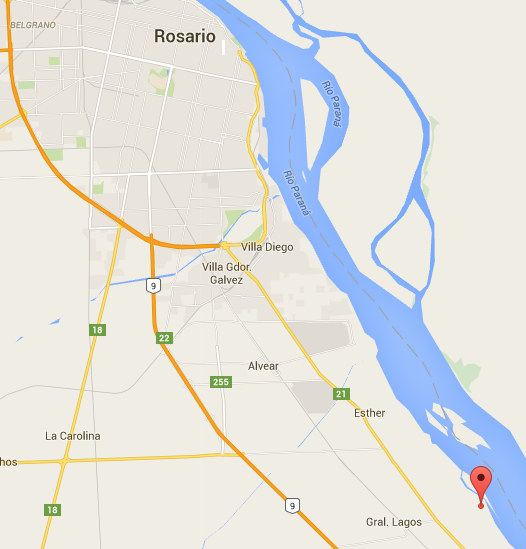 BELGRANO
Rosario
Río Paraná
Río Paraná
Villa Diego
Villa Gdor.
Galvez
9
18
22
Alvear
255
21
Esther
La Carolina
hos
18
9
Gral. Lagos